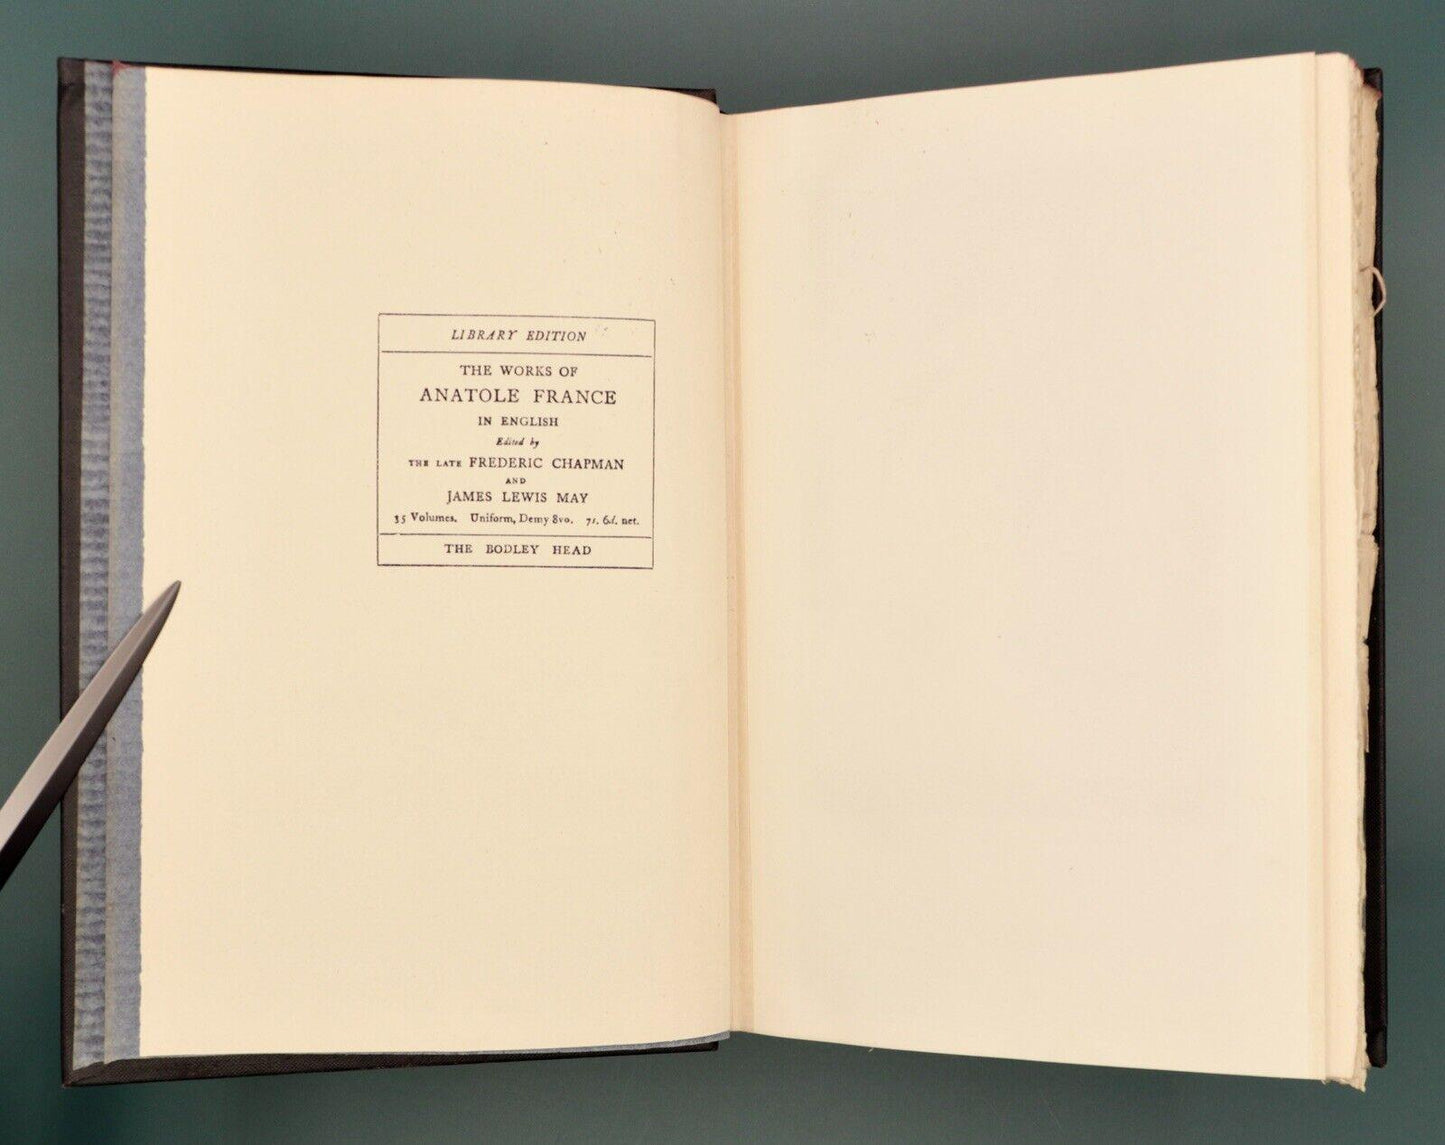 LIBRARY EDITION
THE WORKS OF
ANATOLE FRANCE
IN ENGLISH
Edited by
THE LATE FREDERIC CHAPMAN
AND
JAMES LEWIS MAY
35 Volumes. Uniform, Demy 8vo. 7s. 6d. net.
THE BODLEY HEAD